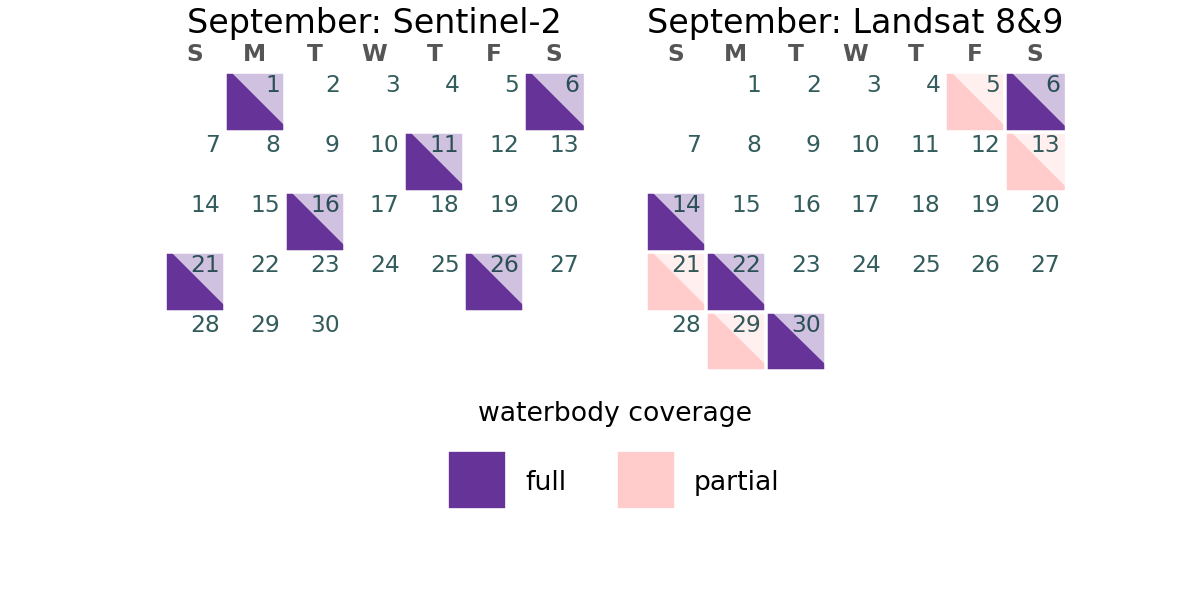 September: Sentinel-2
S M T W T F S
1 2 3 4 5 6
7 8 9 10 11 12 13
14 15 16 17 18 19 20
21 22 23 24 25 26 27
28 29 30
September: Landsat 8&9
S M T W T F S
1 2 3 4 5 6
7 8 9 10 11 12 13
14 15 16 17 18 19 20
21 22 23 24 25 26 27
28 29 30
waterbody coverage
full partial